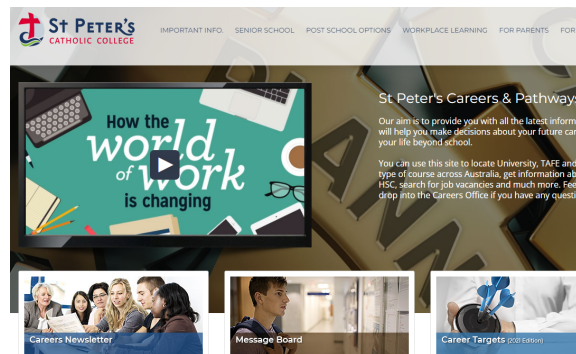 ST PETER'S
CATHOLIC COLLEGE
IMPORTANT INFO. SENIOR SCHOOL POST SCHOOL OPTIONS WORKPLACE LEARNING FOR PARENTS FOR
St Peter's Careers & Pathways
Our aim is to provide you with all the latest inform
will help you make decisions about your future car
your life beyond school.
You can use this site to locate University, TAFE and
type of course across Australia, get information ab
HSC, search for job vacancies and much more. Fee
drop into the Careers Office if you have any questi
How the
world
of work
is changing
Careers Newsletter
Message Board
Career Targets (2021 Edition)